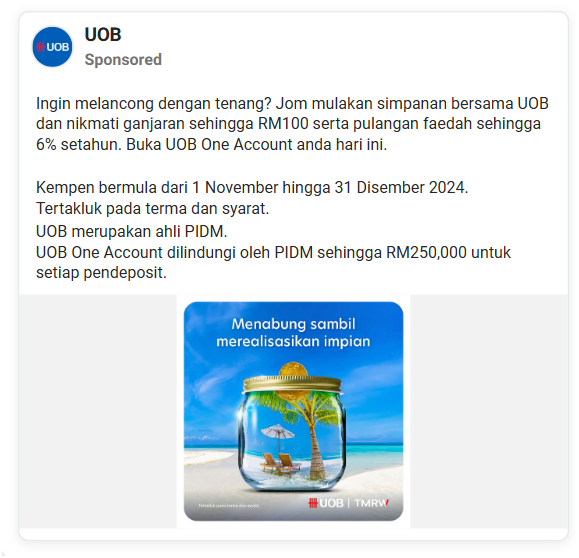 UOB
UOB
Sponsored
Ingin melancong dengan tenang? Jom mulakan simpanan bersama UOB
dan nikmati ganjaran sehingga RM100 serta pulangan faedah sehingga
6% setahun. Buka UOB One Account anda hari ini.
Kempen bermula dari 1 November hingga 31 Disember 2024.
Tertakluk pada terma dan syarat.
UOB merupakan ahli PIDM.
UOB One Account dilindungi oleh PIDM sehingga RM250,000 untuk
setiap pendeposit.
Menabung sambil
merealisasikan impian
UOB | TMRW